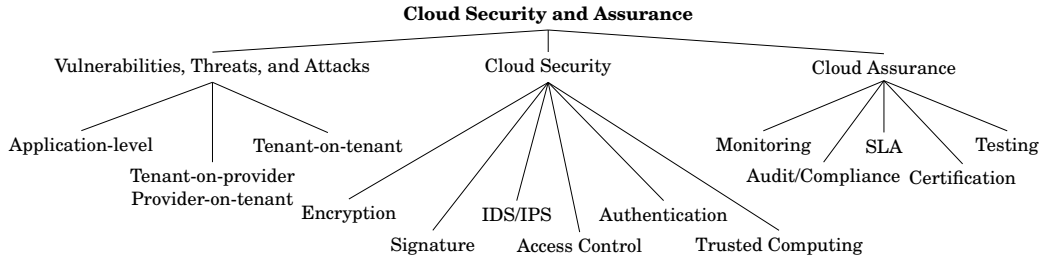 Cloud Security and Assurance
Vulnerabilities, Threats, and Attacks
Cloud Security
Cloud Assurance
Application-level
Tenant-on-provider
Provider-on-tenant
Tenant-on-tenant
Encryption
Signature
IDS/IPS
Access Control
Authentication
Trusted Computing
Monitoring
Audit/Compliance
SLA
Certification
Testing